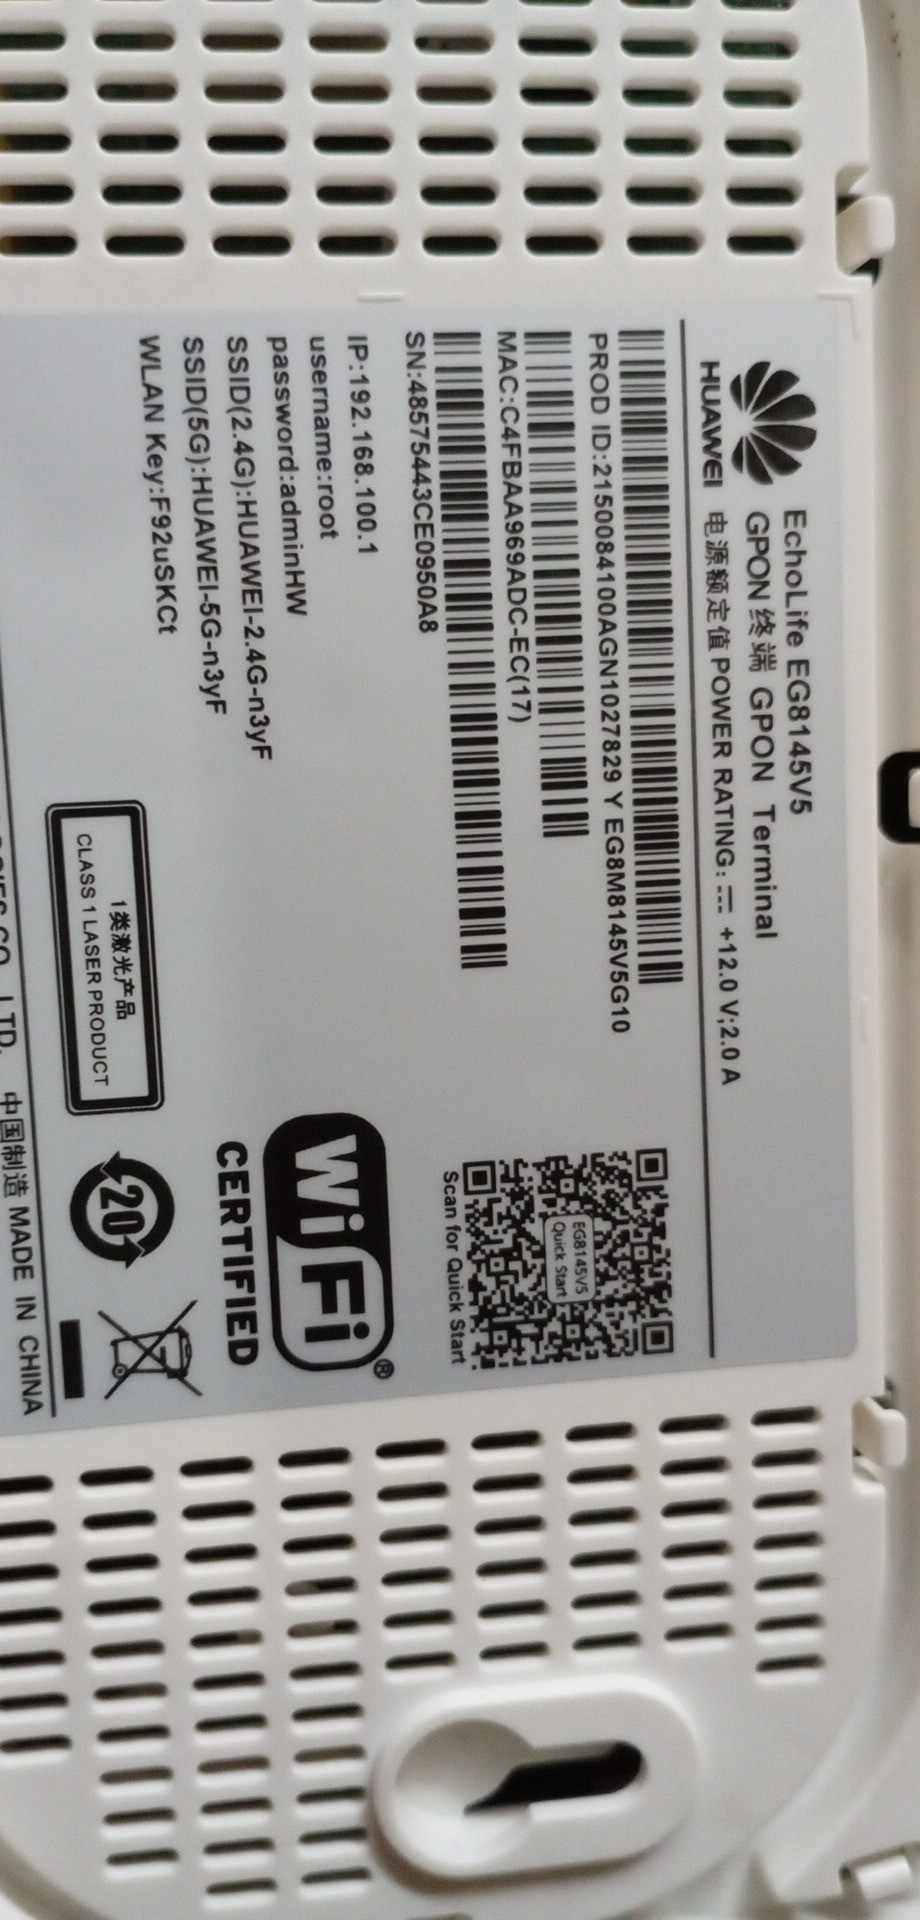 EchoLife EG8145V5
GPON 终端 GPON Terminal
HUAWEI
电源额定值 POWER RATING: ⎓ +12.0 V;2.0 A
PROD ID:2150084100AGN1027829 Y EG8M8145V5G10
MAC:C4FBAA969ADC-EC(17)
SN:48575443CE0950A8
EG8145V5
Quick Start
Scan for Quick Start
IP:192.168.100.1
username:root
password:adminHW
SSID(2.4G):HUAWEI-2.4G-n3yF
SSID(5G):HUAWEI-5G-n3yF
WLAN Key:F92uSKCt
WiFi®
CERTIFIED
1类激光产品
CLASS 1 LASER PRODUCT
20
CO., LTD. 中国制造 MADE IN CHINA